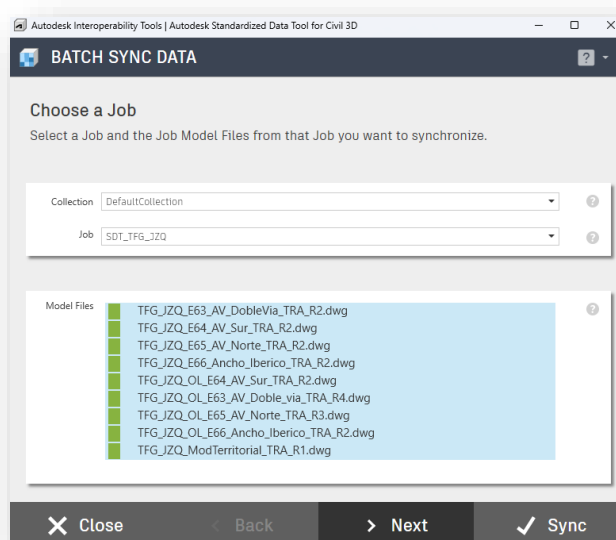 Autodesk Interoperability Tools | Autodesk Standardized Data Tool for Civil 3D
BATCH SYNC DATA
?
Choose a Job
Select a Job and the Job Model Files from that Job you want to synchronize.
Collection DefaultCollection ?
Job SDT_TFG_JZQ ?
Model Files ?
TFG_JZQ_E63_AV_DobleVia_TRA_R2.dwg
TFG_JZQ_E64_AV_Sur_TRA_R2.dwg
TFG_JZQ_E65_AV_Norte_TRA_R2.dwg
TFG_JZQ_E66_Ancho_Iberico_TRA_R2.dwg
TFG_JZQ_OL_E64_AV_Sur_TRA_R2.dwg
TFG_JZQ_OL_E63_AV_Doble_via_TRA_R4.dwg
TFG_JZQ_OL_E65_AV_Norte_TRA_R3.dwg
TFG_JZQ_OL_E66_Ancho_Iberico_TRA_R2.dwg
TFG_JZQ_ModTerritorial_TRA_R1.dwg
Close Back Next Sync